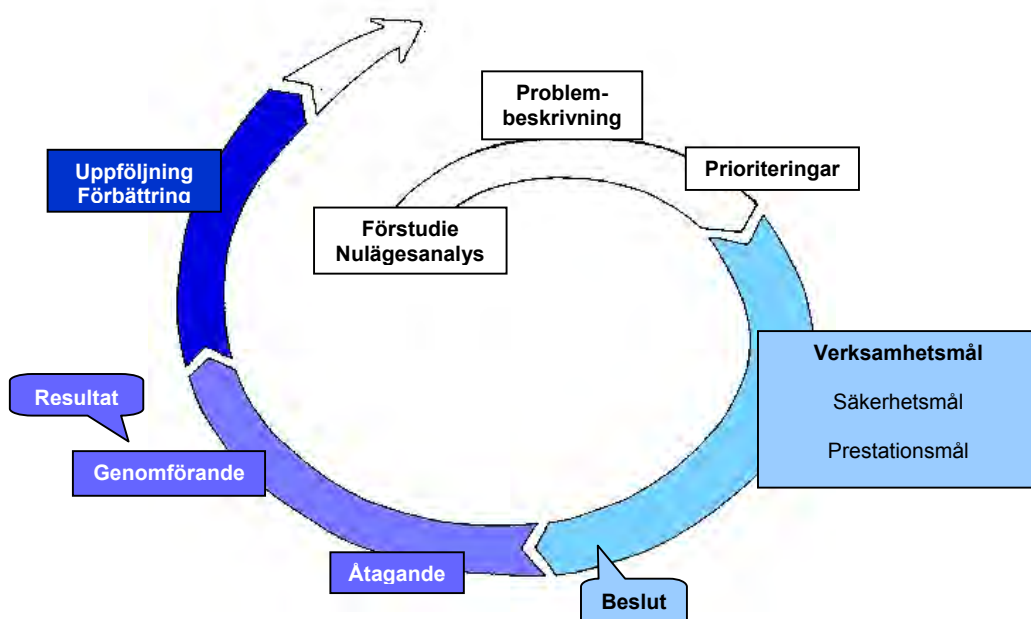 Problem-
beskrivning
Prioriteringar
Förstudie
Nulägesanalys
Uppföljning
Förbättring
Verksamhetsmål
Säkerhetsmål
Prestationsmål
Resultat
Genomförande
Åtagande
Beslut